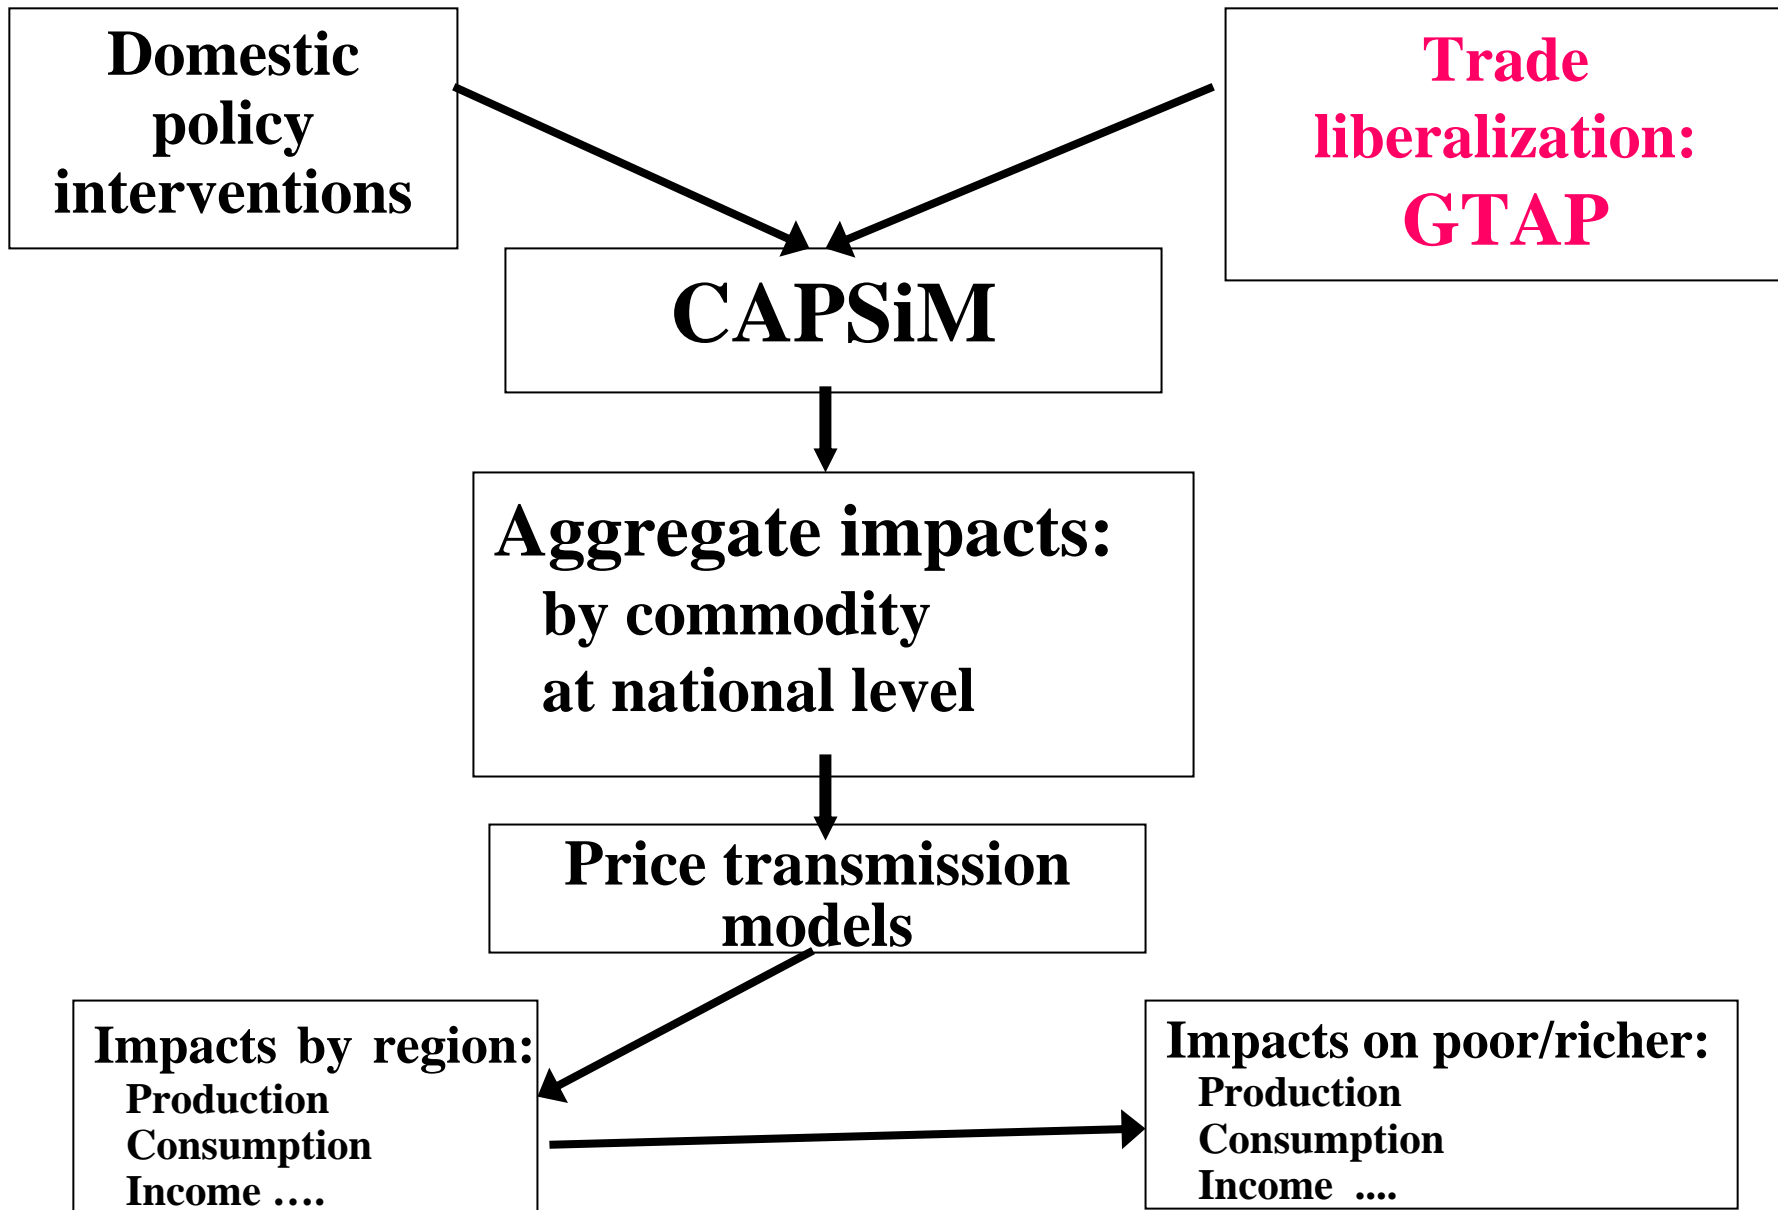 Domestic
policy
interventions
Trade
liberalization:
GTAP
CAPSiM
Aggregate impacts:
by commodity
at national level
Price transmission
models
Impacts by region:
Production
Consumption
Income ….
Impacts on poor/richer:
Production
Consumption
Income ....